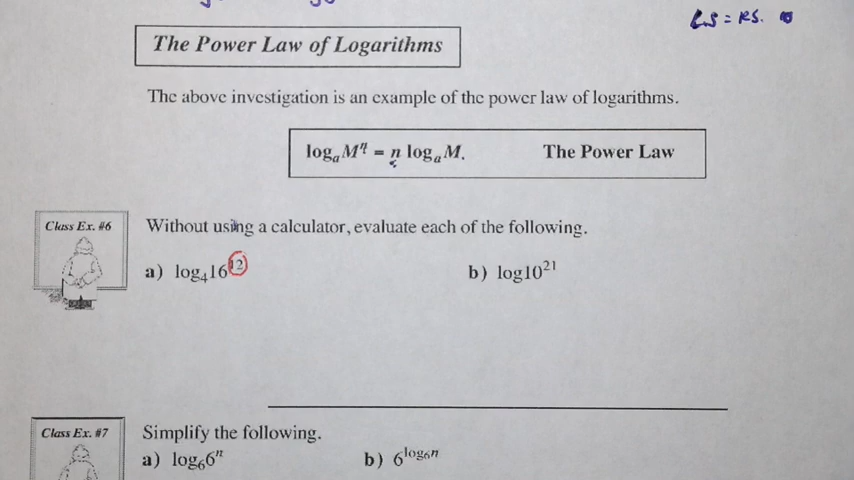 LS = RS.
The Power Law of Logarithms
The above investigation is an example of the power law of logarithms.
logₐMⁿ = n logₐM. The Power Law
Class Ex. #6
Without using a calculator, evaluate each of the following.
a) log₄16¹² b) log10²¹
Class Ex. #7
Simplify the following.
a) log₆6ⁿ b) 6^log₆n